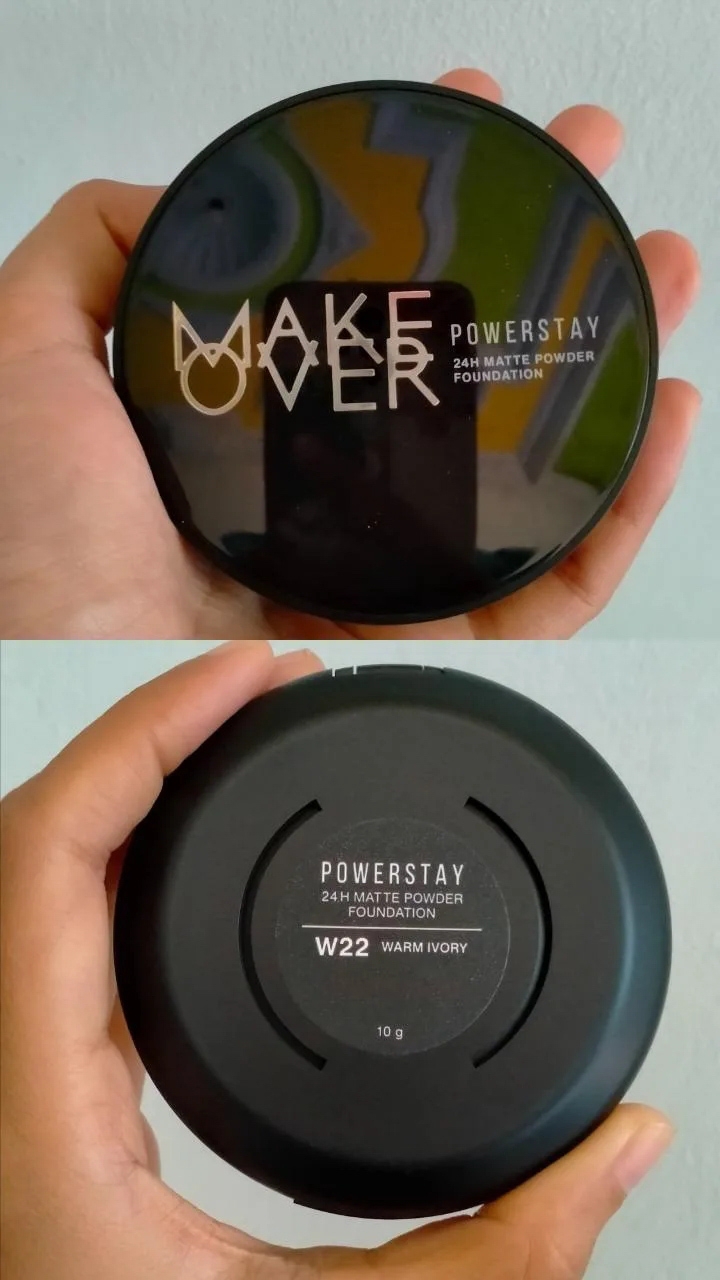 MAKE
OVER
POWERSTAY
24H MATTE POWDER
FOUNDATION
POWERSTAY
24H MATTE POWDER
FOUNDATION
W22 WARM IVORY
10 g